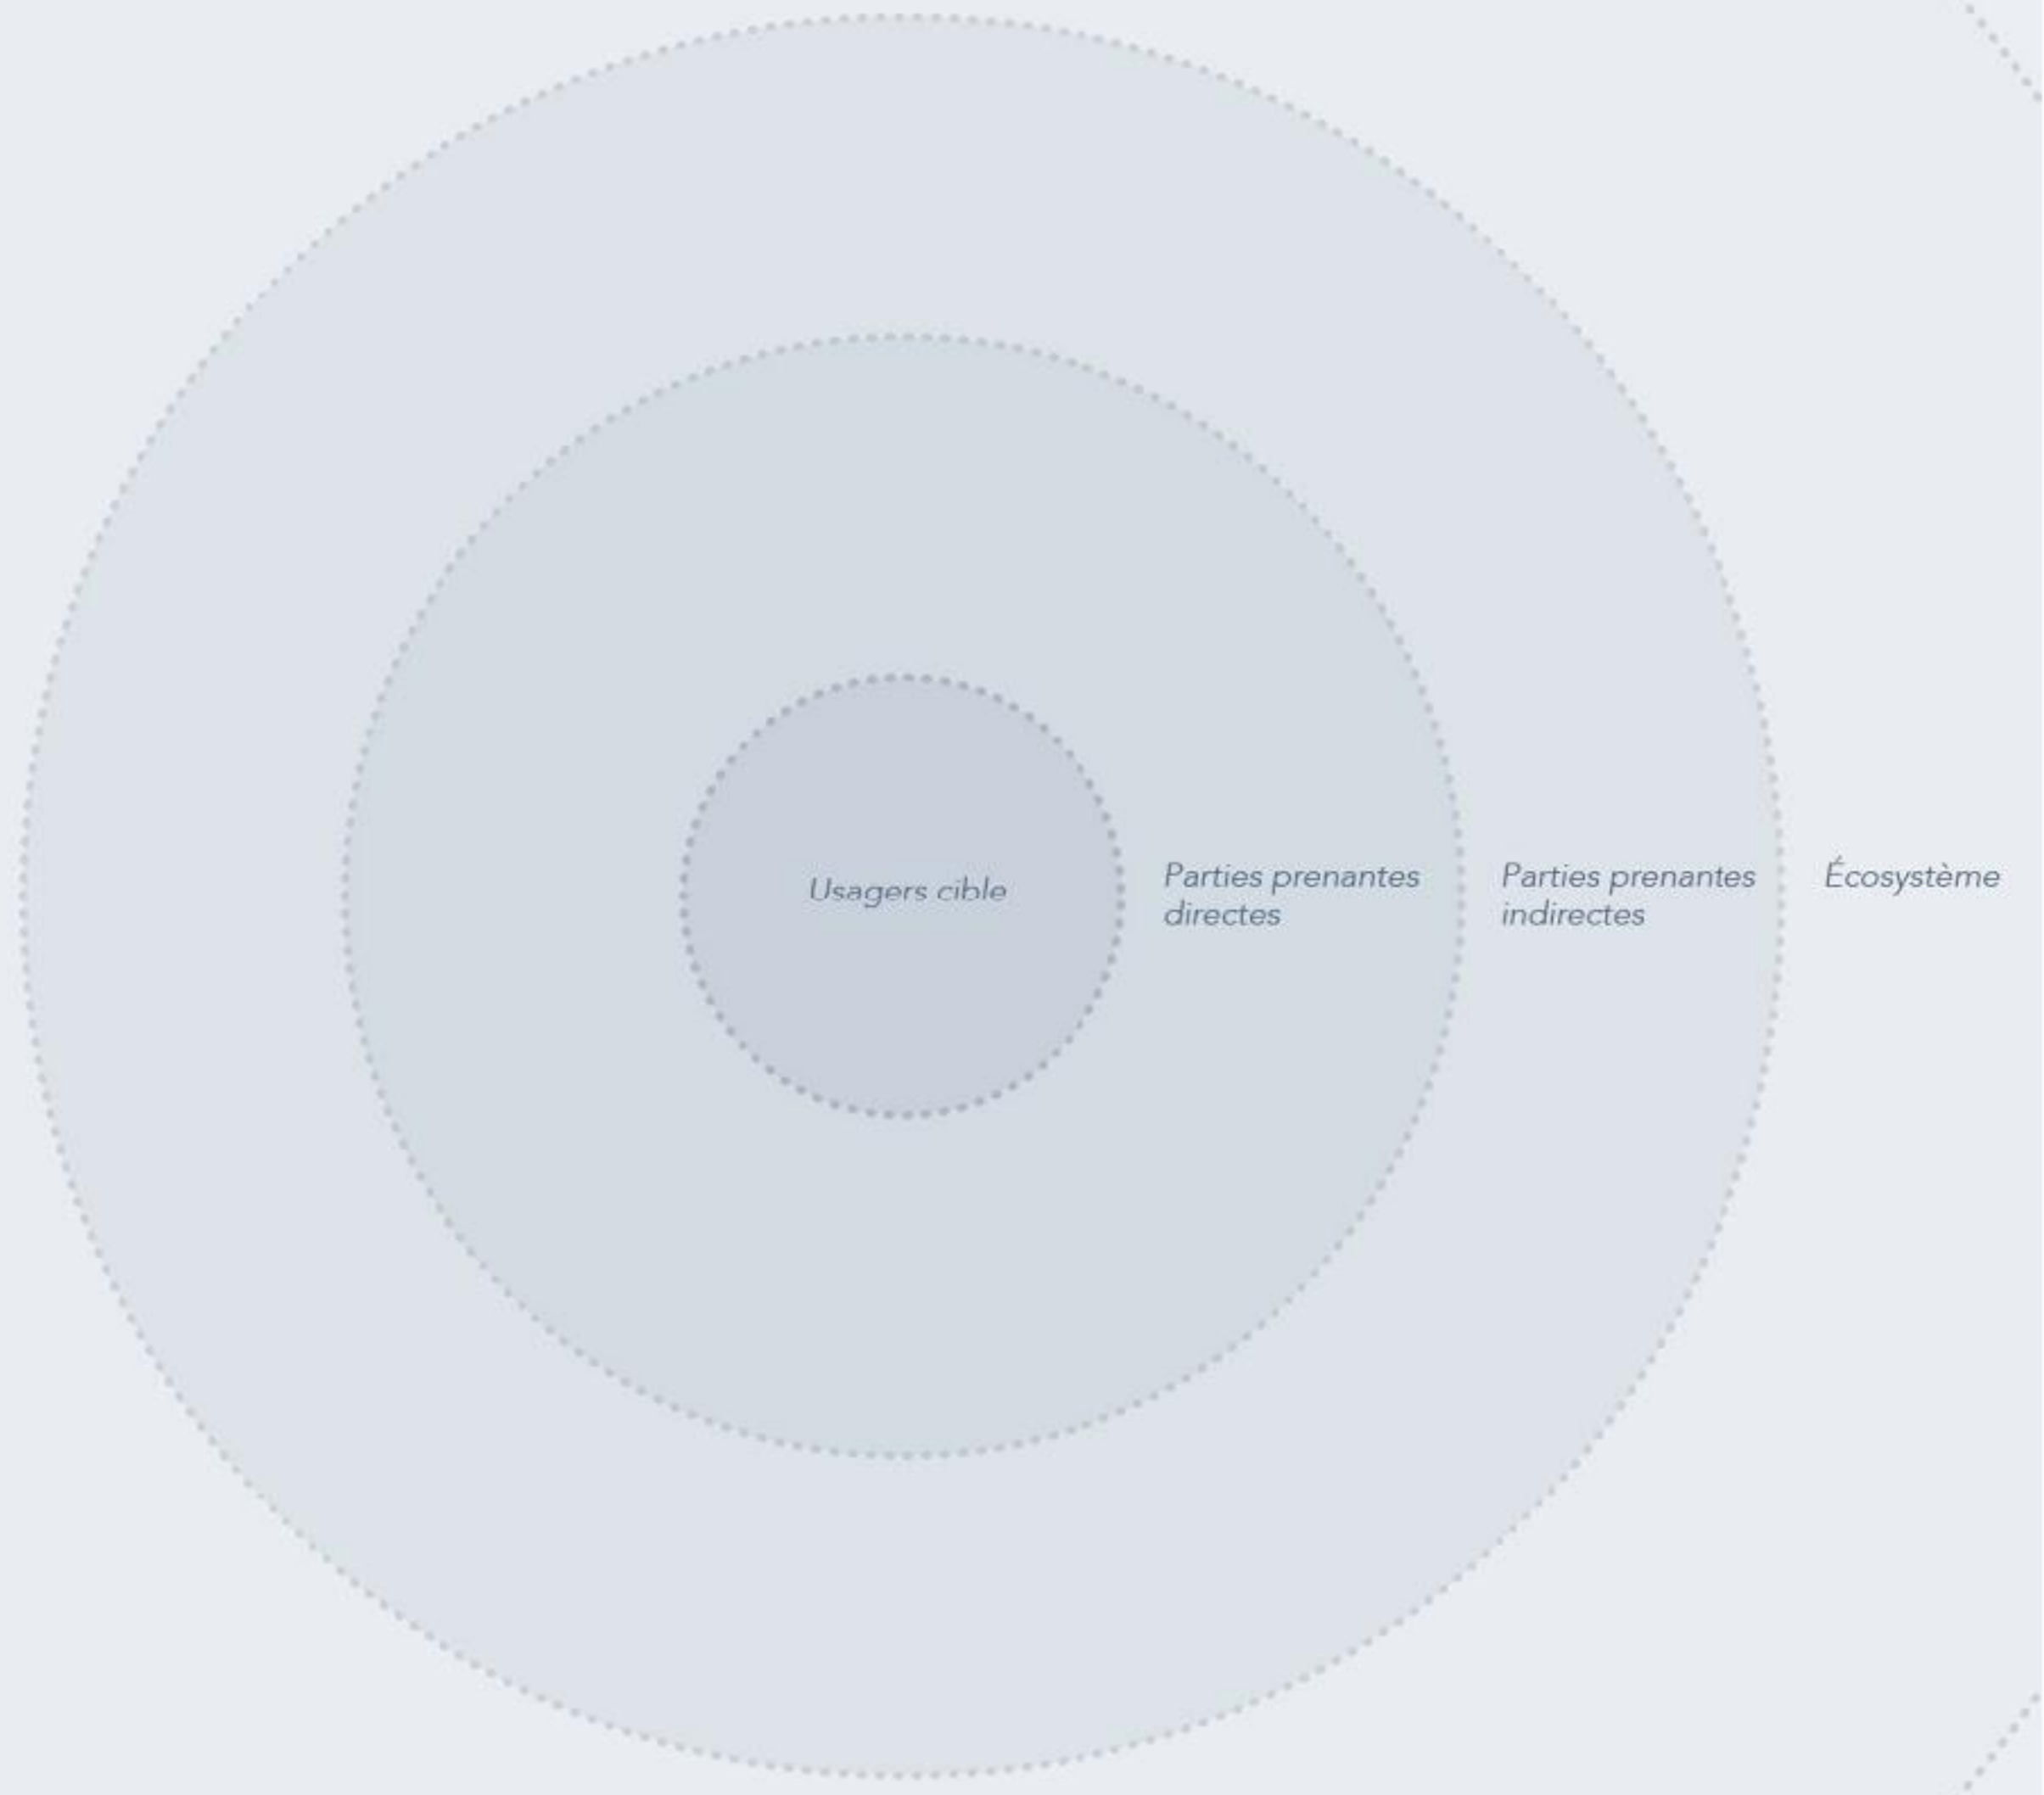 Usagers cible
Parties prenantes
directes
Parties prenantes
indirectes
Écosystème